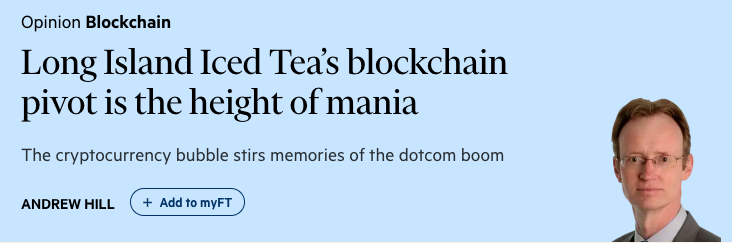 Opinion Blockchain
Long Island Iced Tea’s blockchain
pivot is the height of mania
The cryptocurrency bubble stirs memories of the dotcom boom
ANDREW HILL + Add to myFT